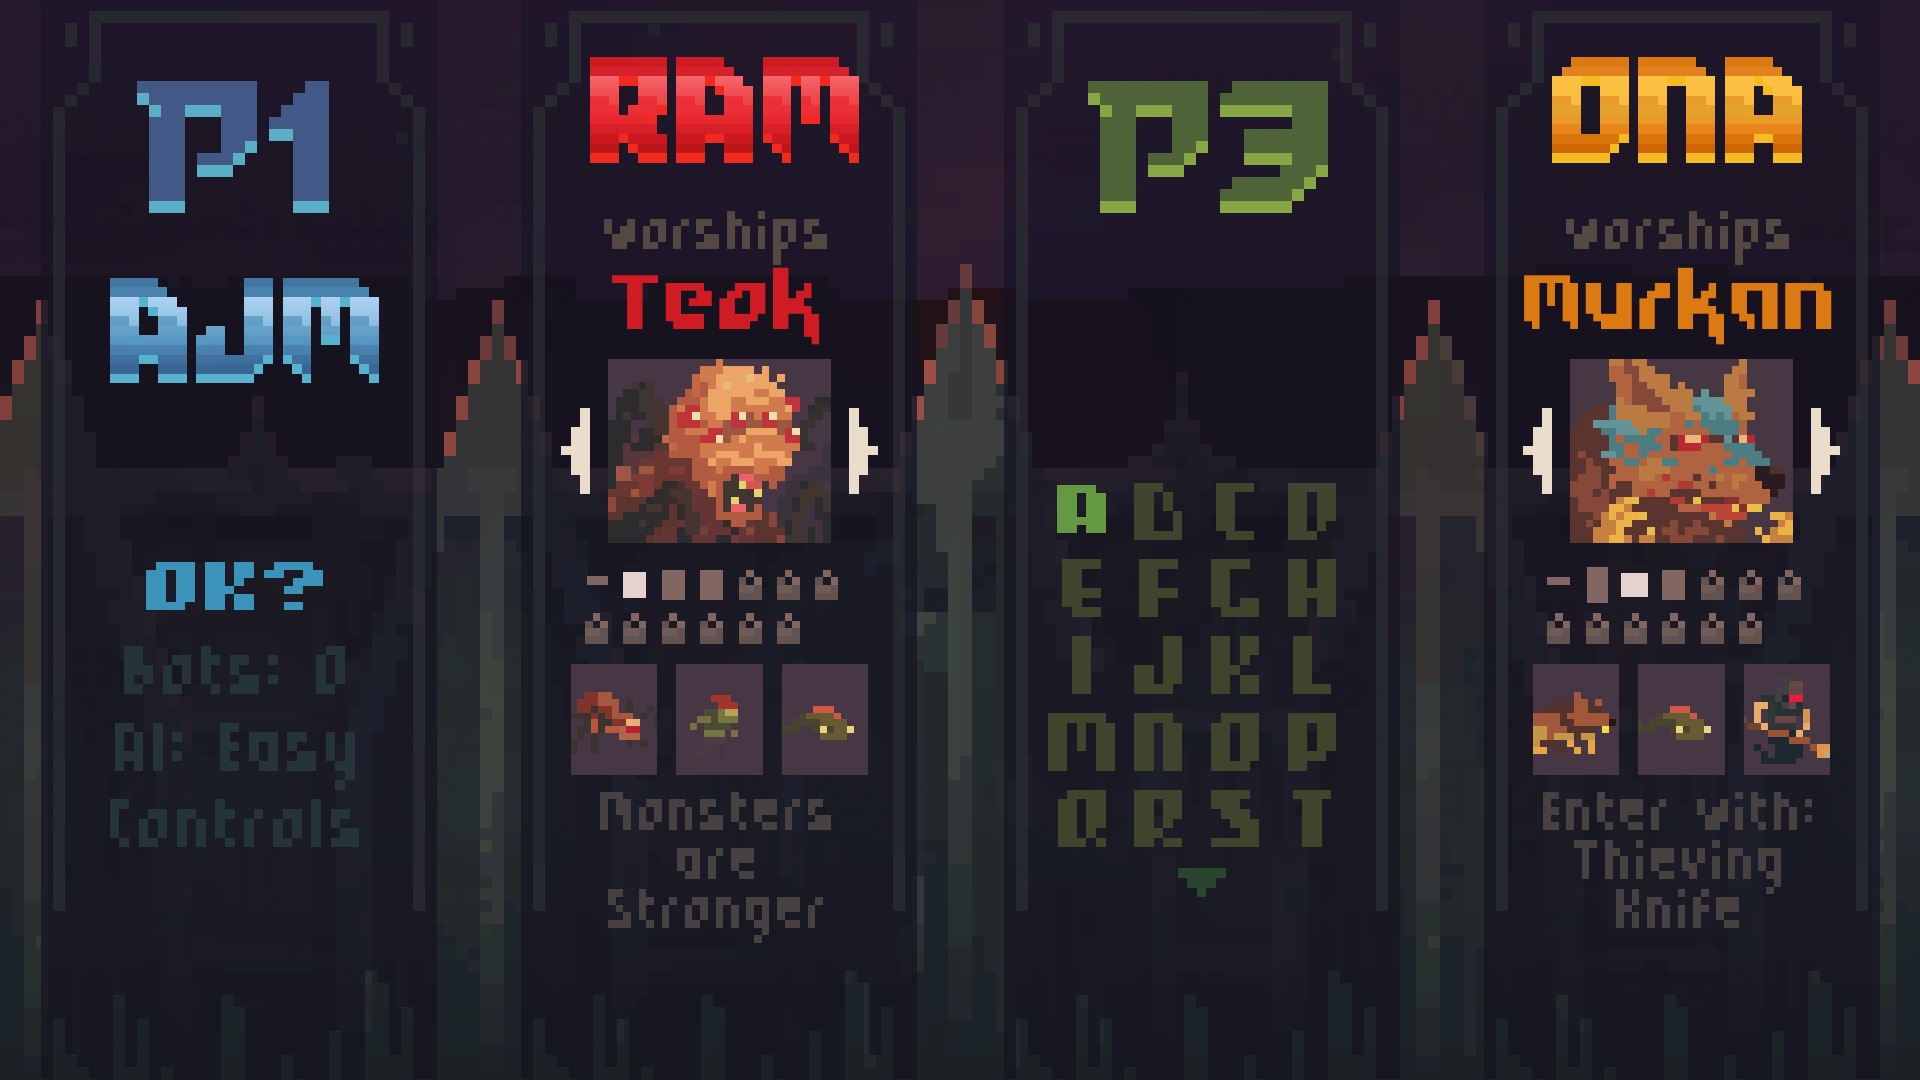 P1
AJM
OK?
Bots: 0
AI: Easy
Controls
RAM
worships
Teok
Monsters
are
Stronger
P3
A B C D
E F G H
I J K L
M N O P
Q R S T
DNA
worships
Murkan
Enter with:
Thieving
Knife